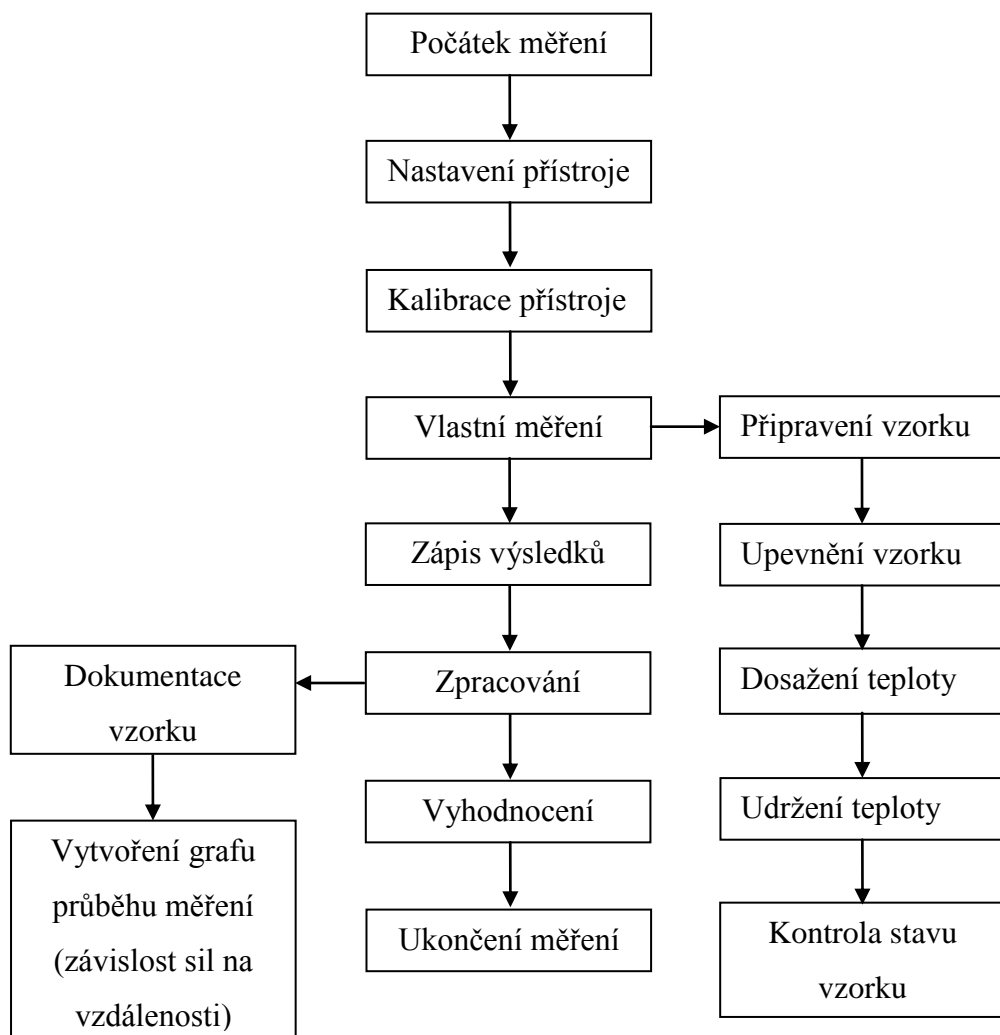 Počátek měření
Nastavení přístroje
Kalibrace přístroje
Vlastní měření
Připravení vzorku
Zápis výsledků
Upevnění vzorku
Dokumentace
vzorku
Zpracování
Dosažení teploty
Vyhodnocení
Udržení teploty
Vytvoření grafu
průběhu měření
(závislost sil na
vzdálenosti)
Ukončení měření
Kontrola stavu
vzorku